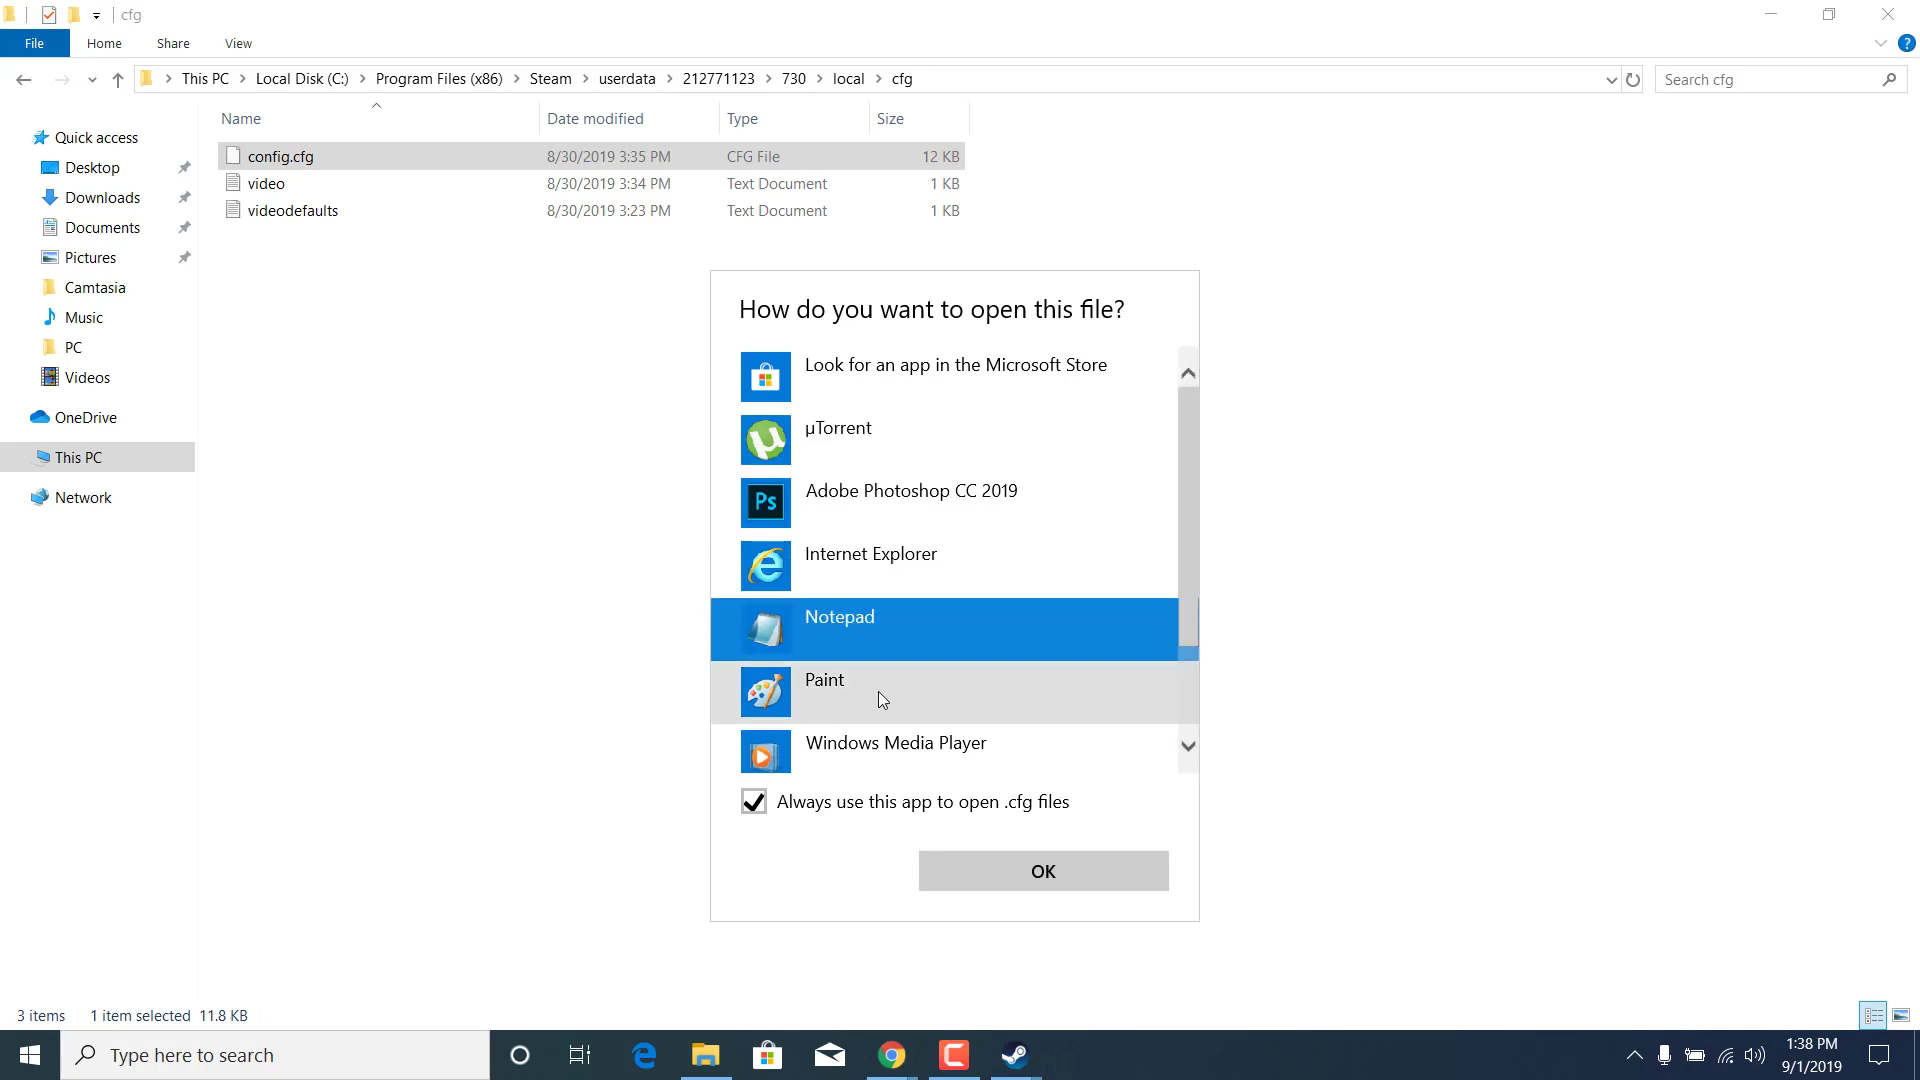 cfg
File Home Share View
This PC Local Disk (C:) Program Files (x86) Steam userdata 212771123 730 local cfg
Search cfg
Name Date modified Type Size
config.cfg 8/30/2019 3:35 PM CFG File 12 KB
video 8/30/2019 3:34 PM Text Document 1 KB
videodefaults 8/30/2019 3:23 PM Text Document 1 KB
Quick access
Desktop
Downloads
Documents
Pictures
Camtasia
Music
PC
Videos
OneDrive
This PC
Network
How do you want to open this file?
Look for an app in the Microsoft Store
µTorrent
Ps Adobe Photoshop CC 2019
Internet Explorer
Notepad
Paint
Windows Media Player
Always use this app to open .cfg files
OK
3 items 1 item selected 11.8 KB
Type here to search
1:38 PM
9/1/2019